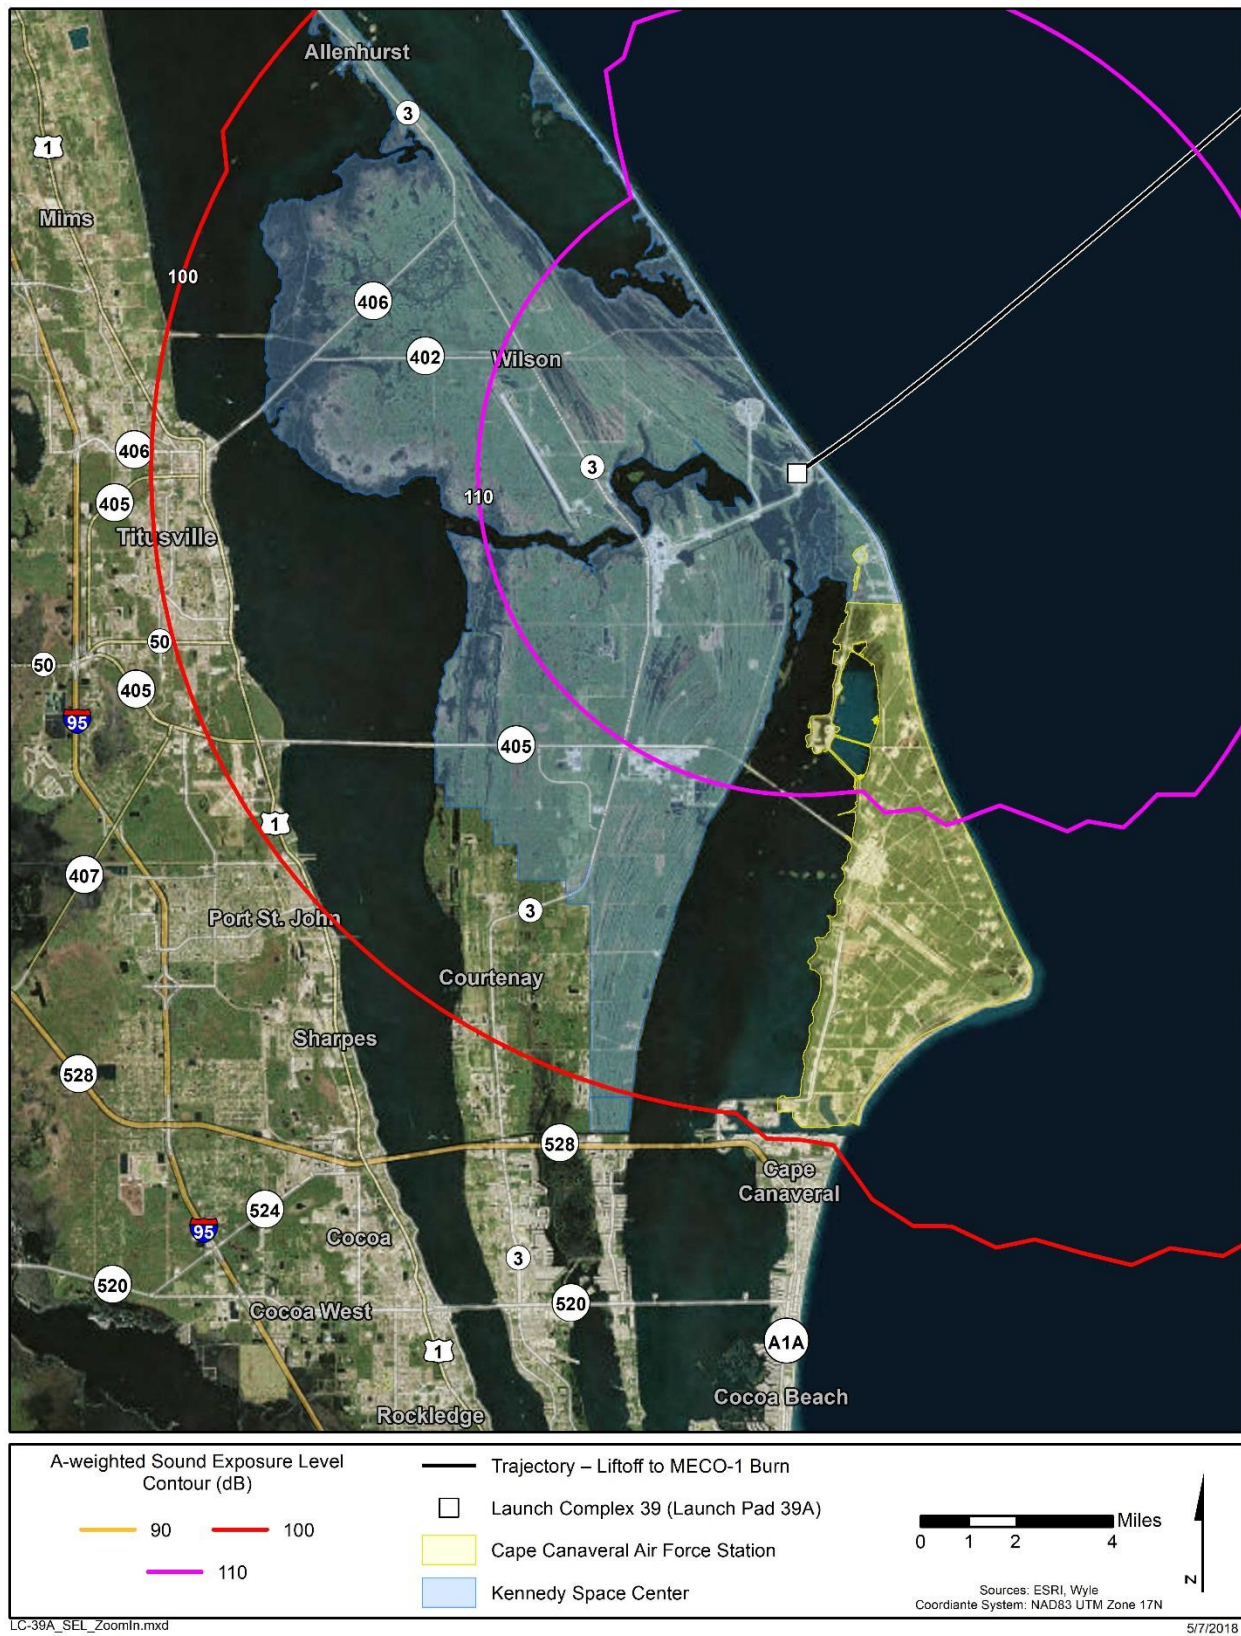 Allenhurst
3
1
Mims
100
406
402
Wilson
406
3
405
110
Titusville
50
50
405
95
405
1
407
Port St. John
3
Courtenay
Sharpes
528
528
Cape
Canaveral
524
95
Cocoa
3
520
Cocoa West
520
1
A1A
Cocoa Beach
Rockledge
A-weighted Sound Exposure Level
Contour (dB)
90
100
110
Trajectory – Liftoff to MECO-1 Burn
Launch Complex 39 (Launch Pad 39A)
Cape Canaveral Air Force Station
Kennedy Space Center
Miles
0 1 2 4
N
Sources: ESRI, Wyle
Coordiante System: NAD83 UTM Zone 17N
LC-39A_SEL_ZoomIn.mxd
5/7/2018